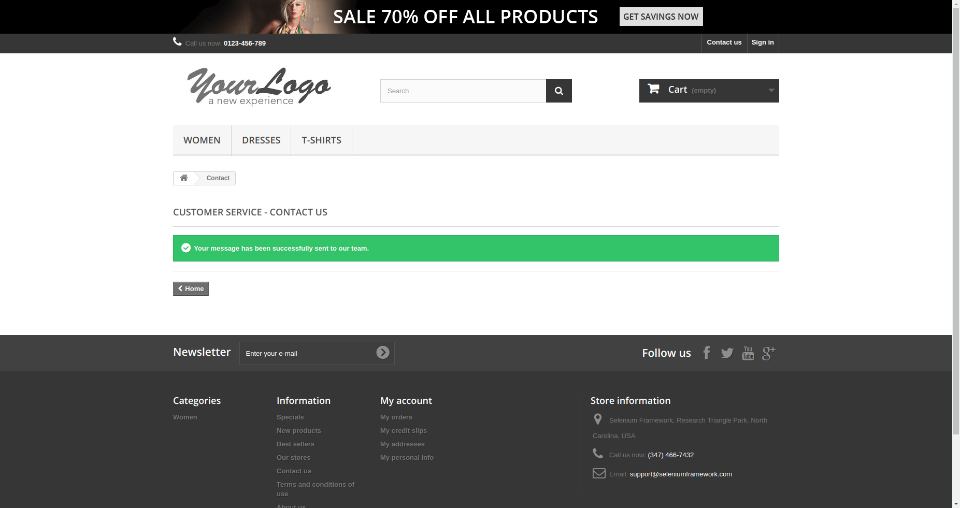 SALE 70% OFF ALL PRODUCTS GET SAVINGS NOW
Call us now: 0123-456-789
Contact us Sign in
YourLogo
a new experience
Search
Cart (empty)
WOMEN DRESSES T-SHIRTS
Contact
CUSTOMER SERVICE - CONTACT US
Your message has been successfully sent to our team.
Home
Newsletter
Enter your e-mail
Follow us
Categories
Women
Information
Specials
New products
Best sellers
Our stores
Contact us
Terms and conditions of
use
About us
My account
My orders
My credit slips
My addresses
My personal info
Store information
Selenium Framework, Research Triangle Park, North
Carolina, USA
Call us now: (347) 466-7432
Email: support@seleniumframework.com